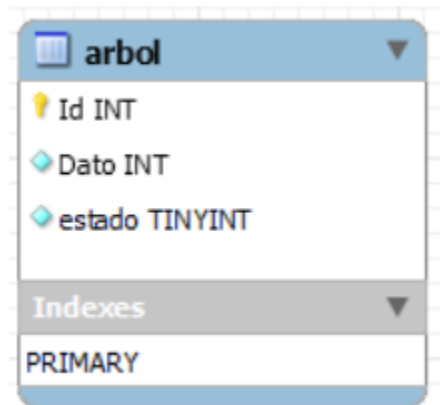 arbol
Id INT
Dato INT
estado TINYINT
Indexes
PRIMARY